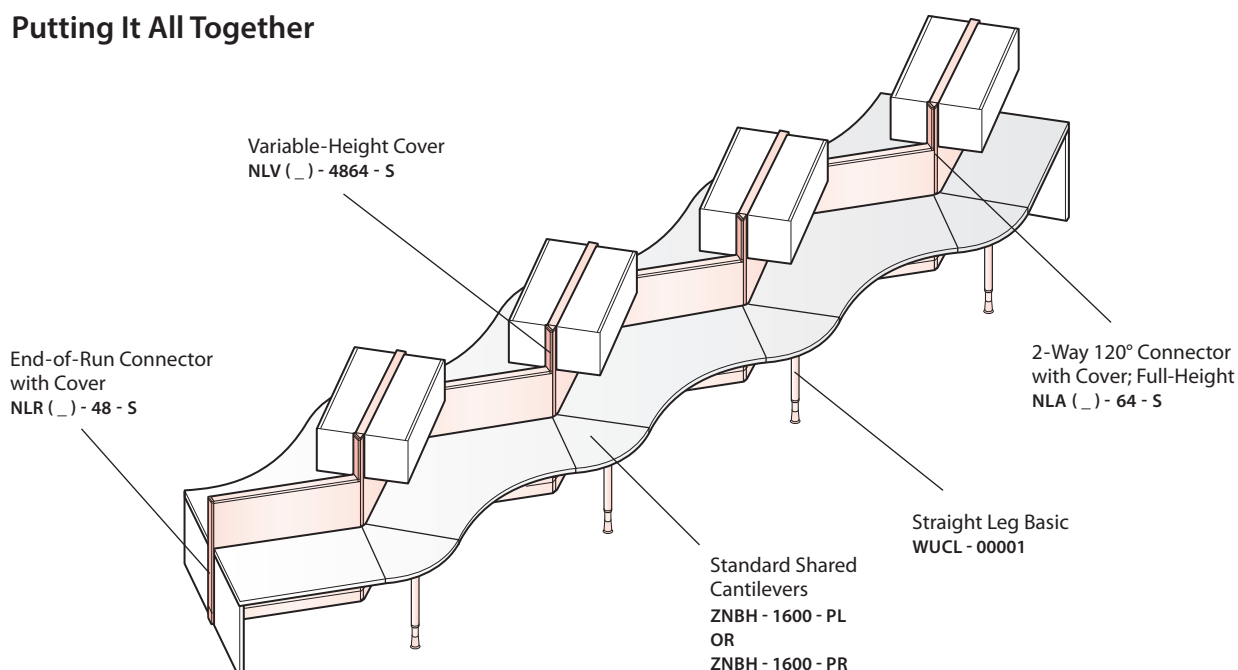 Putting It All Together
Variable-Height Cover
NLV ( _ ) - 4864 - S
End-of-Run Connector
with Cover
NLR ( _ ) - 48 - S
2-Way 120° Connector
with Cover; Full-Height
NLA ( _ ) - 64 - S
Straight Leg Basic
WUCL - 00001
Standard Shared
Cantilevers
ZNBH - 1600 - PL
OR
ZNBH - 1600 - PR